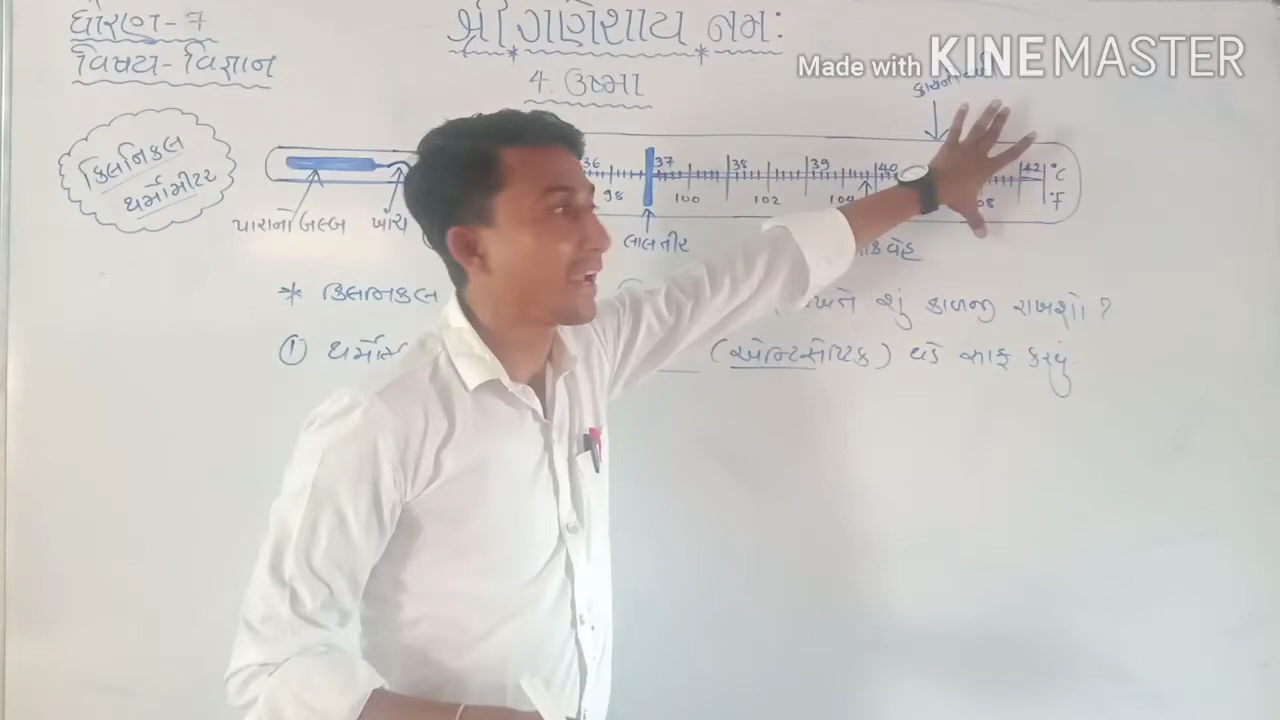 ધોરણ - 7
વિષય - વિજ્ઞાન
શ્રી ગણેશાય નમઃ
4. ઉષ્મા
Made with KINEMASTER
ક્લિનિકલ
થર્મોમીટર
36 37 38 39 40 42 °C
98 100 102 104 °F
પારાનો બલ્બ
ખાંચ
લાલ તીર
* ક્લિનિકલ શું કાળજી રાખશો ?
① (એન્ટિસેપ્ટિક) વડે સાફ કરવું.